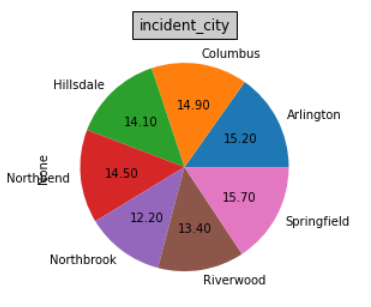 incident_city
Columbus
Hillsdale
14.90
Arlington
14.10
15.20
None
Northbend
14.50
15.70
12.20
13.40
Springfield
Northbrook
Riverwood